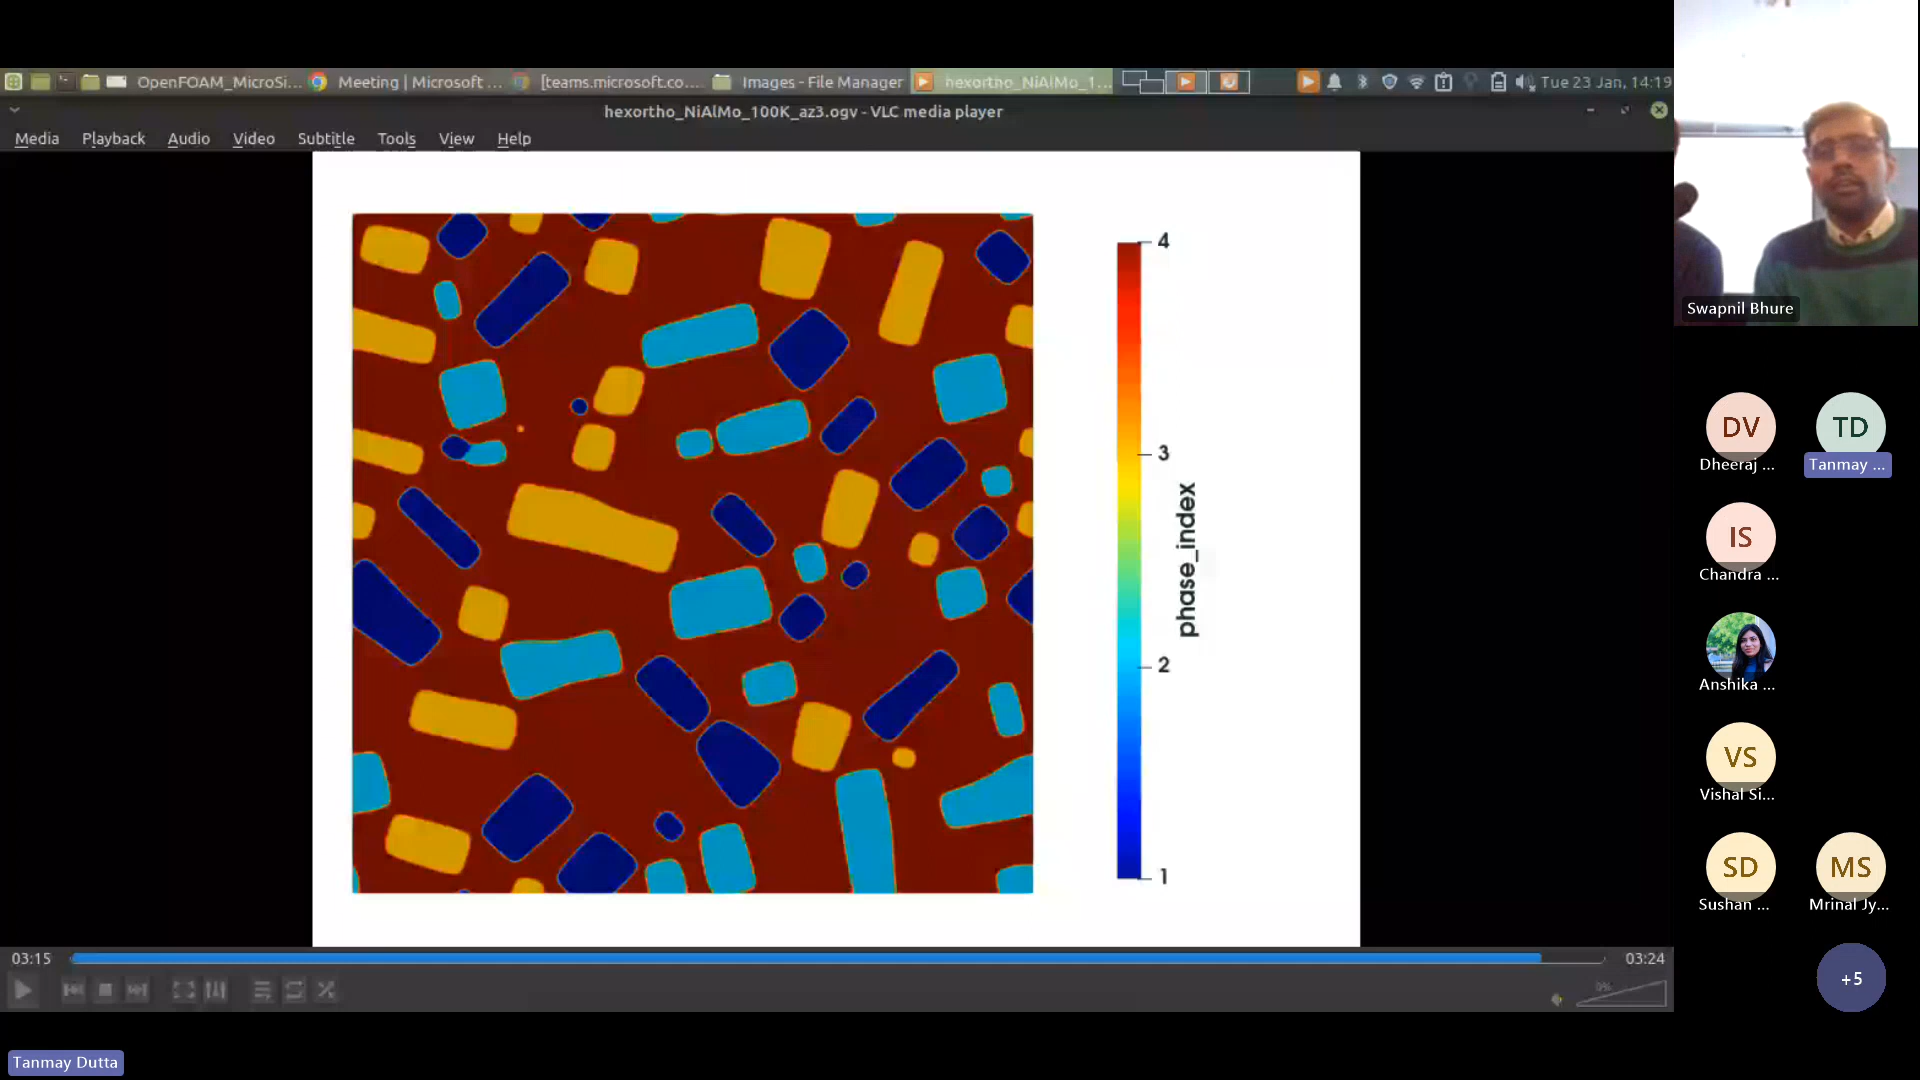 OpenFOAM_MicroSi... Meeting | Microsoft ... [teams.microsoft.co.... Images - File Manager hexortho_NiAlMo_1... Tue 23 Jan, 14:19
hexortho_NiAlMo_100K_az3.ogv - VLC media player
Media Playback Audio Video Subtitle Tools View Help
4
3
2
1
phase_index
03:15 03:24
0%
Tanmay Dutta
Swapnil Bhure
DV TD
Dheeraj ... Tanmay ...
IS
Chandra ...
Anshika ...
VS
Vishal Si...
SD MS
Sushan ... Mrinal Jy...
+5